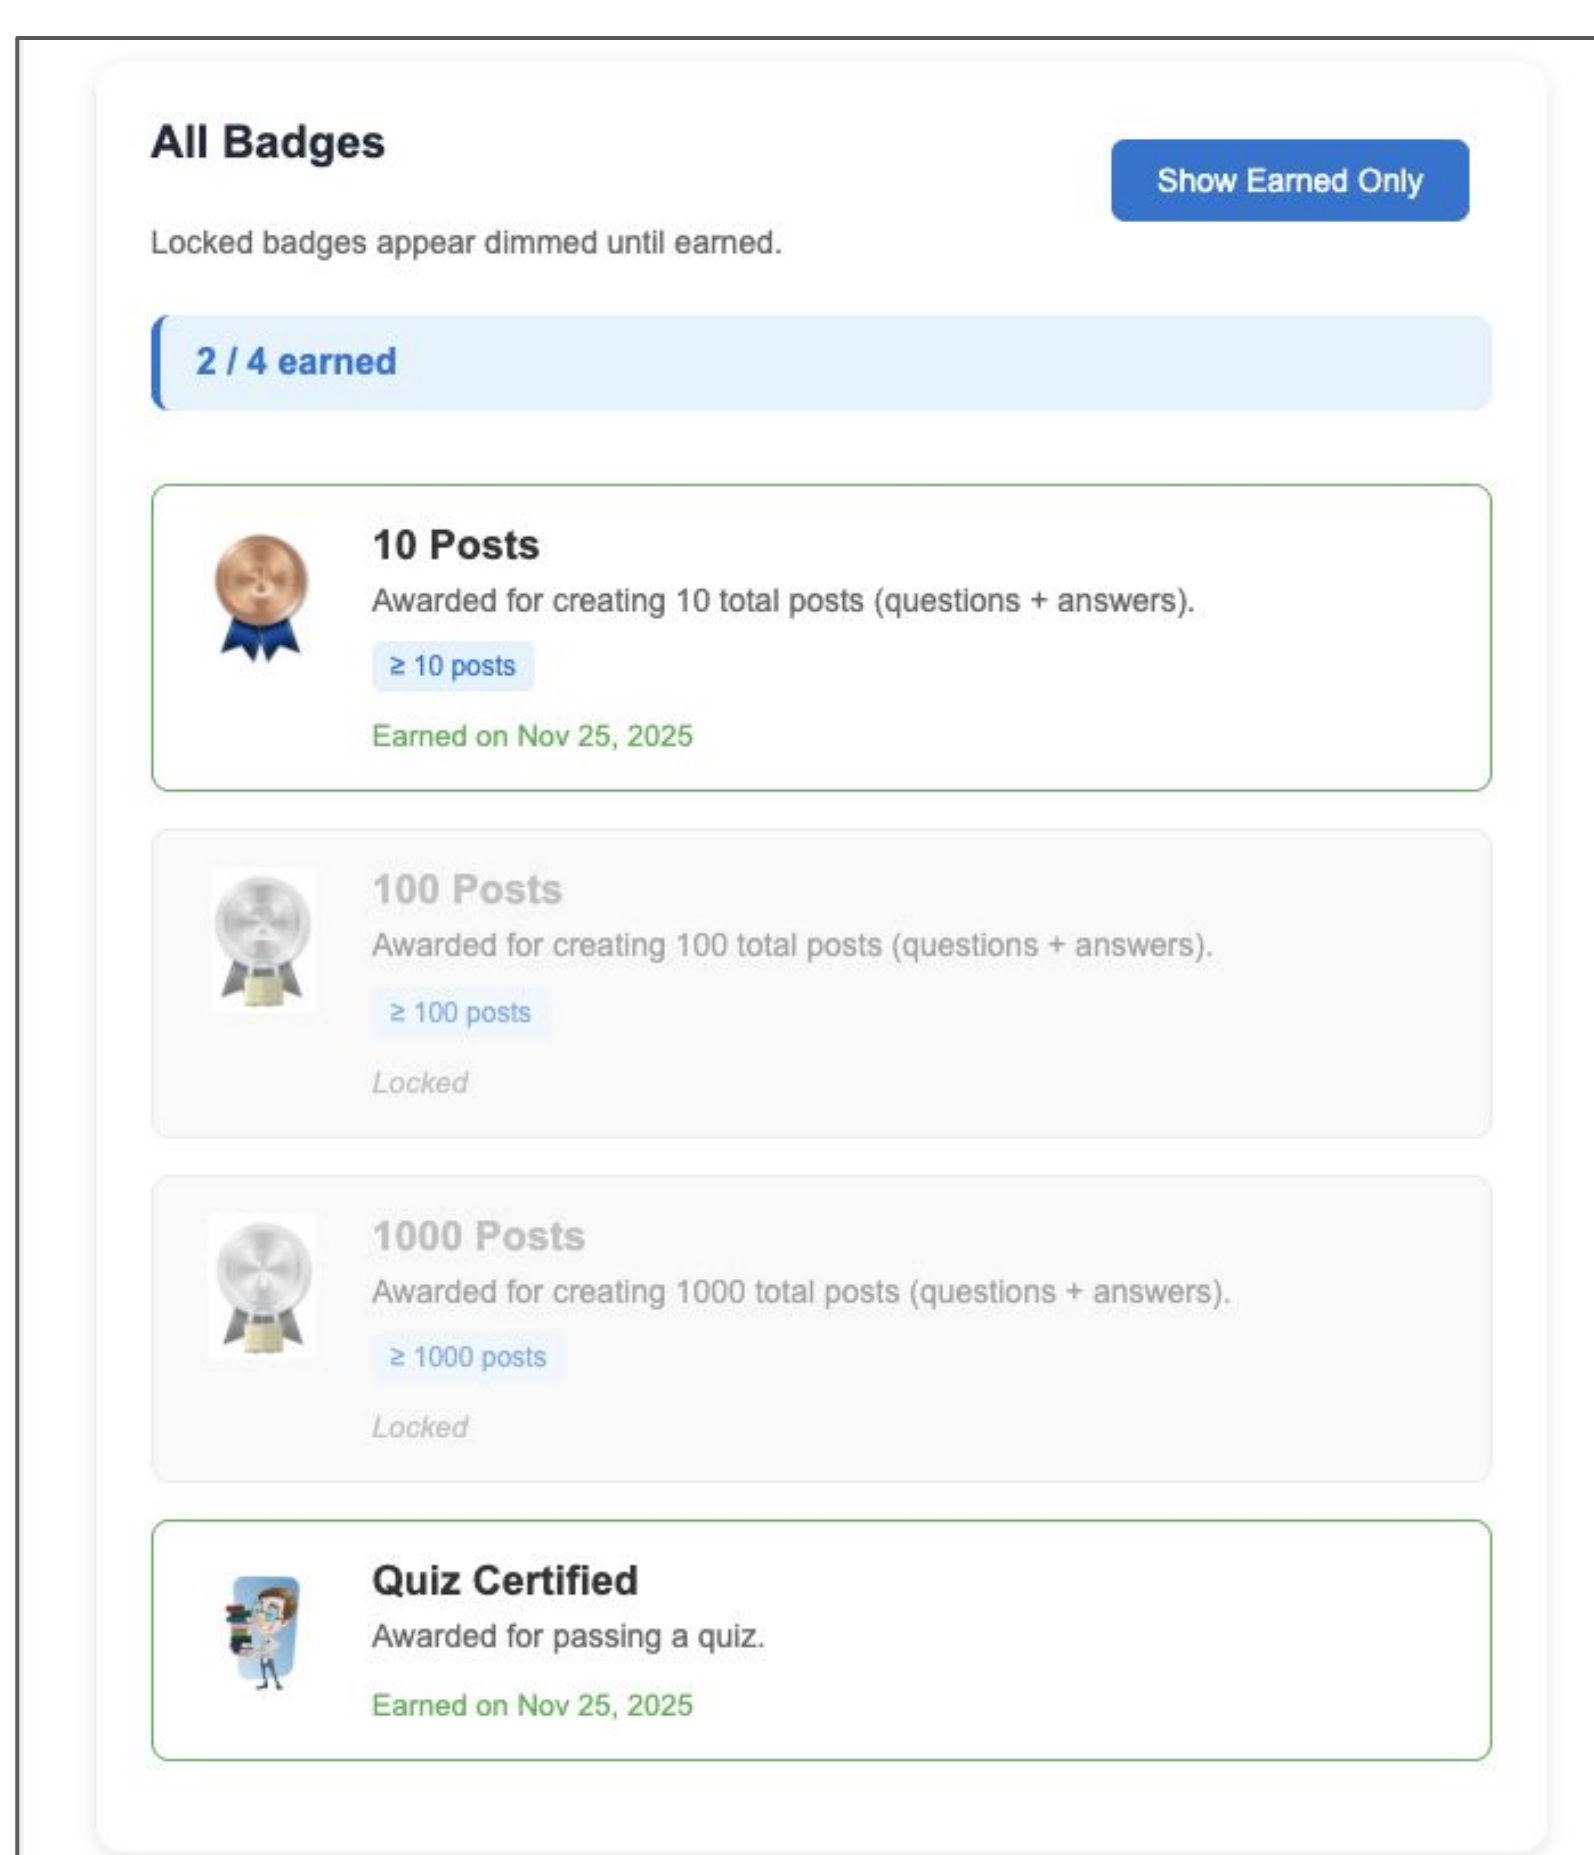 All Badges
Show Earned Only
Locked badges appear dimmed until earned.
2 / 4 earned
10 Posts
Awarded for creating 10 total posts (questions + answers).
≥ 10 posts
Earned on Nov 25, 2025
100 Posts
Awarded for creating 100 total posts (questions + answers).
≥ 100 posts
Locked
1000 Posts
Awarded for creating 1000 total posts (questions + answers).
≥ 1000 posts
Locked
Quiz Certified
Awarded for passing a quiz.
Earned on Nov 25, 2025